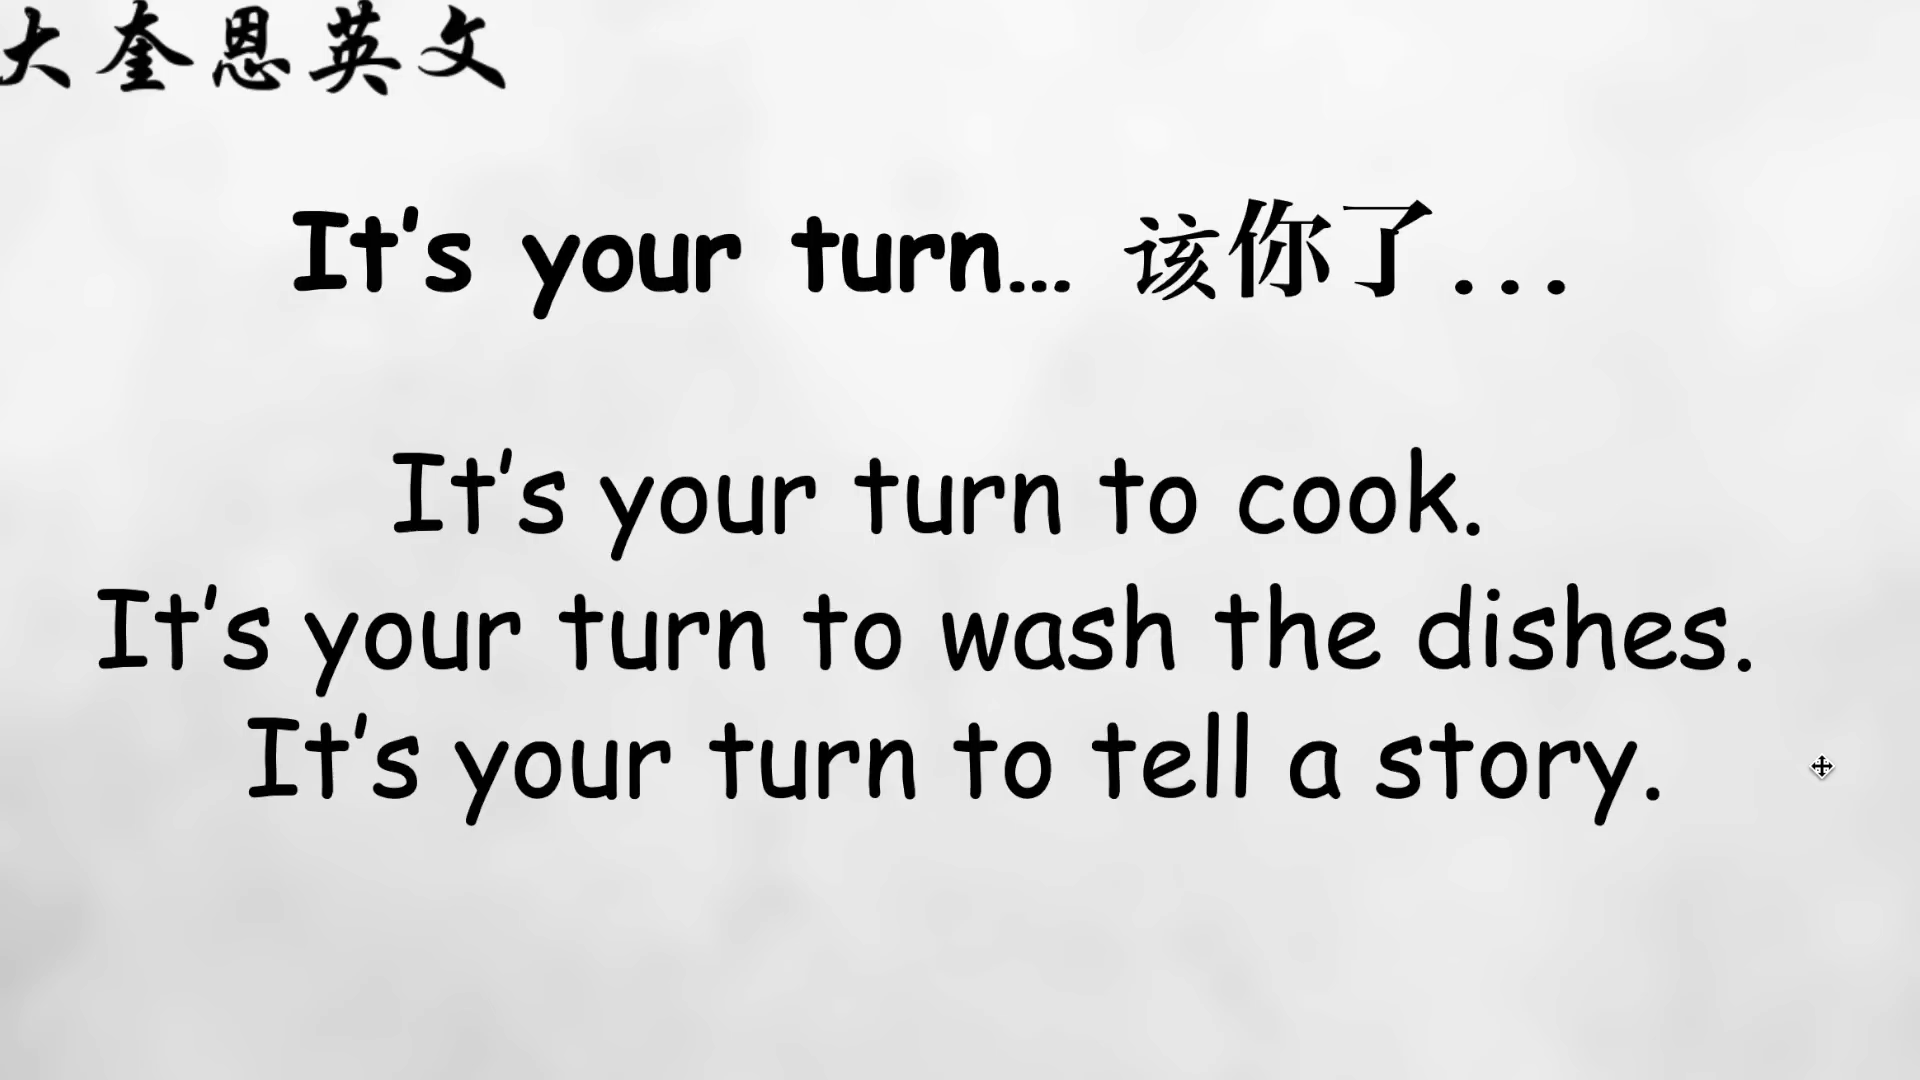 大奎恩英文
It's your turn… 该你了...
It's your turn to cook.
It's your turn to wash the dishes.
It's your turn to tell a story.